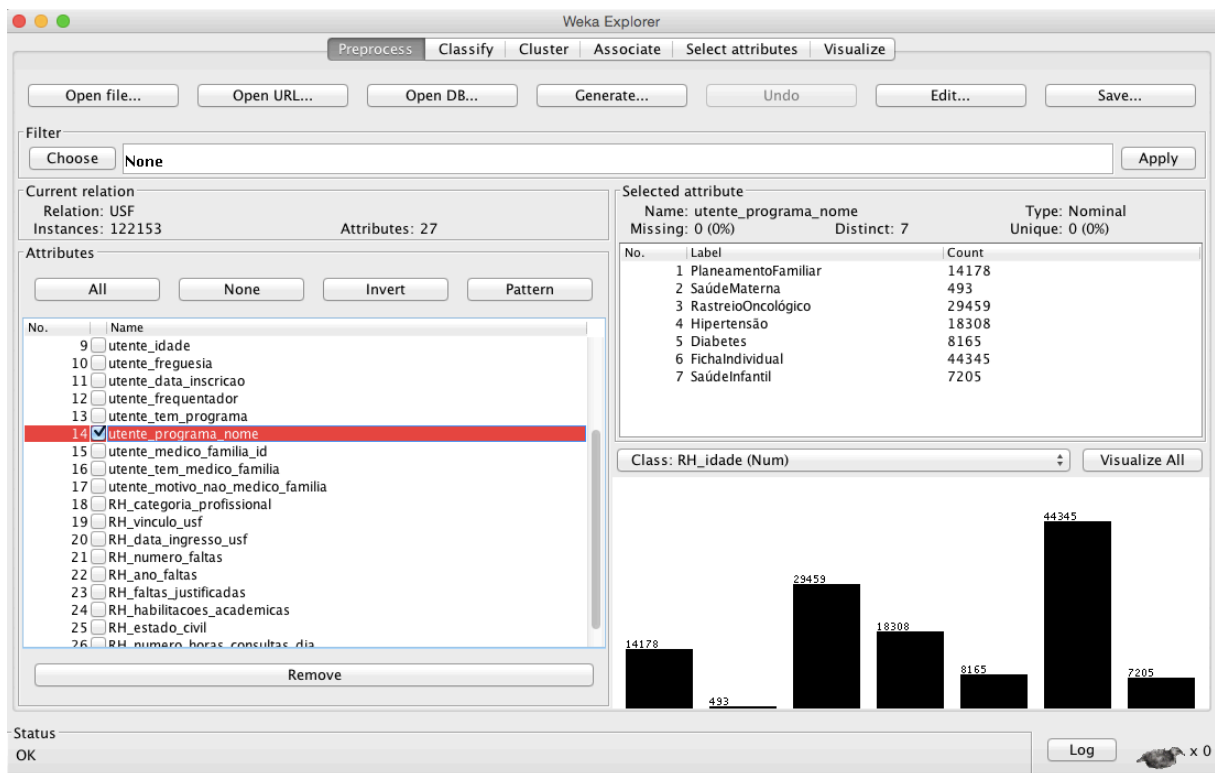 Weka Explorer
Preprocess Classify Cluster Associate Select attributes Visualize
Open file... Open URL... Open DB... Generate... Undo Edit... Save...
Filter
Choose None Apply
Current relation
Relation: USF
Instances: 122153 Attributes: 27
Attributes
All None Invert Pattern
No. Name
9 utente_idade
10 utente_freguesia
11 utente_data_inscricao
12 utente_frequentador
13 utente_tem_programa
14 utente_programa_nome
15 utente_medico_familia_id
16 utente_tem_medico_familia
17 utente_motivo_nao_medico_familia
18 RH_categoria_profissional
19 RH_vinculo_usf
20 RH_data_ingresso_usf
21 RH_numero_faltas
22 RH_ano_faltas
23 RH_faltas_justificadas
24 RH_habilitacoes_academicas
25 RH_estado_civil
26 RH_numero_horas_consultas_dia
Remove
Selected attribute
Name: utente_programa_nome Type: Nominal
Missing: 0 (0%) Distinct: 7 Unique: 0 (0%)
No. Label Count
1 PlaneamentoFamiliar 14178
2 SaúdeMaterna 493
3 RastreioOncológico 29459
4 Hipertensão 18308
5 Diabetes 8165
6 FichaIndividual 44345
7 SaúdeInfantil 7205
Class: RH_idade (Num) Visualize All
14178 493 29459 18308 8165 44345 7205
Status
OK
Log x 0